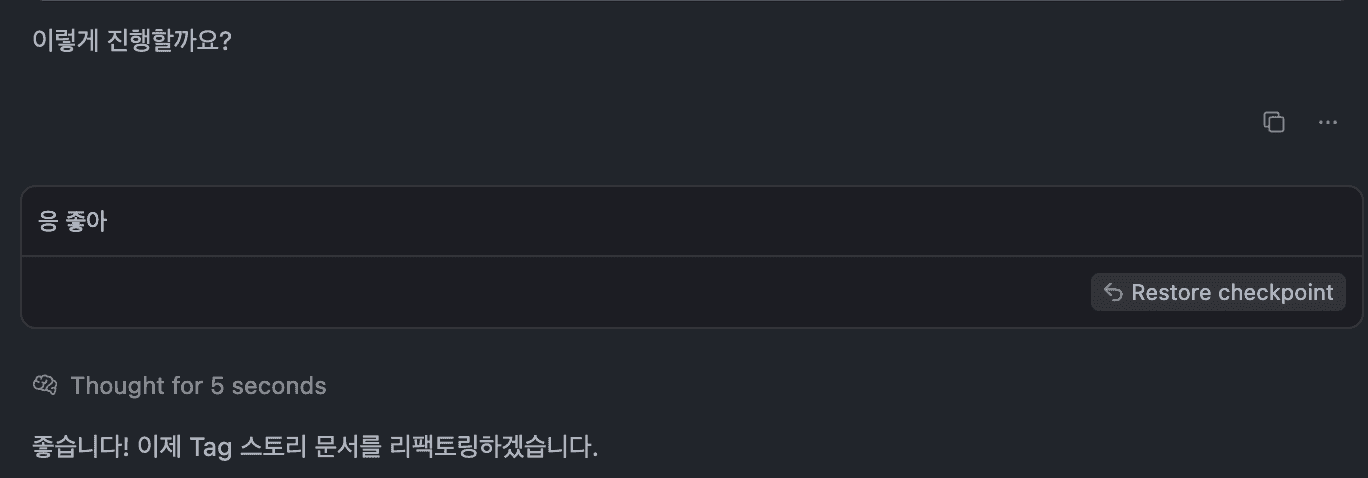 이렇게 진행할까요?
응 좋아
Restore checkpoint
Thought for 5 seconds
좋습니다! 이제 Tag 스토리 문서를 리팩토링하겠습니다.